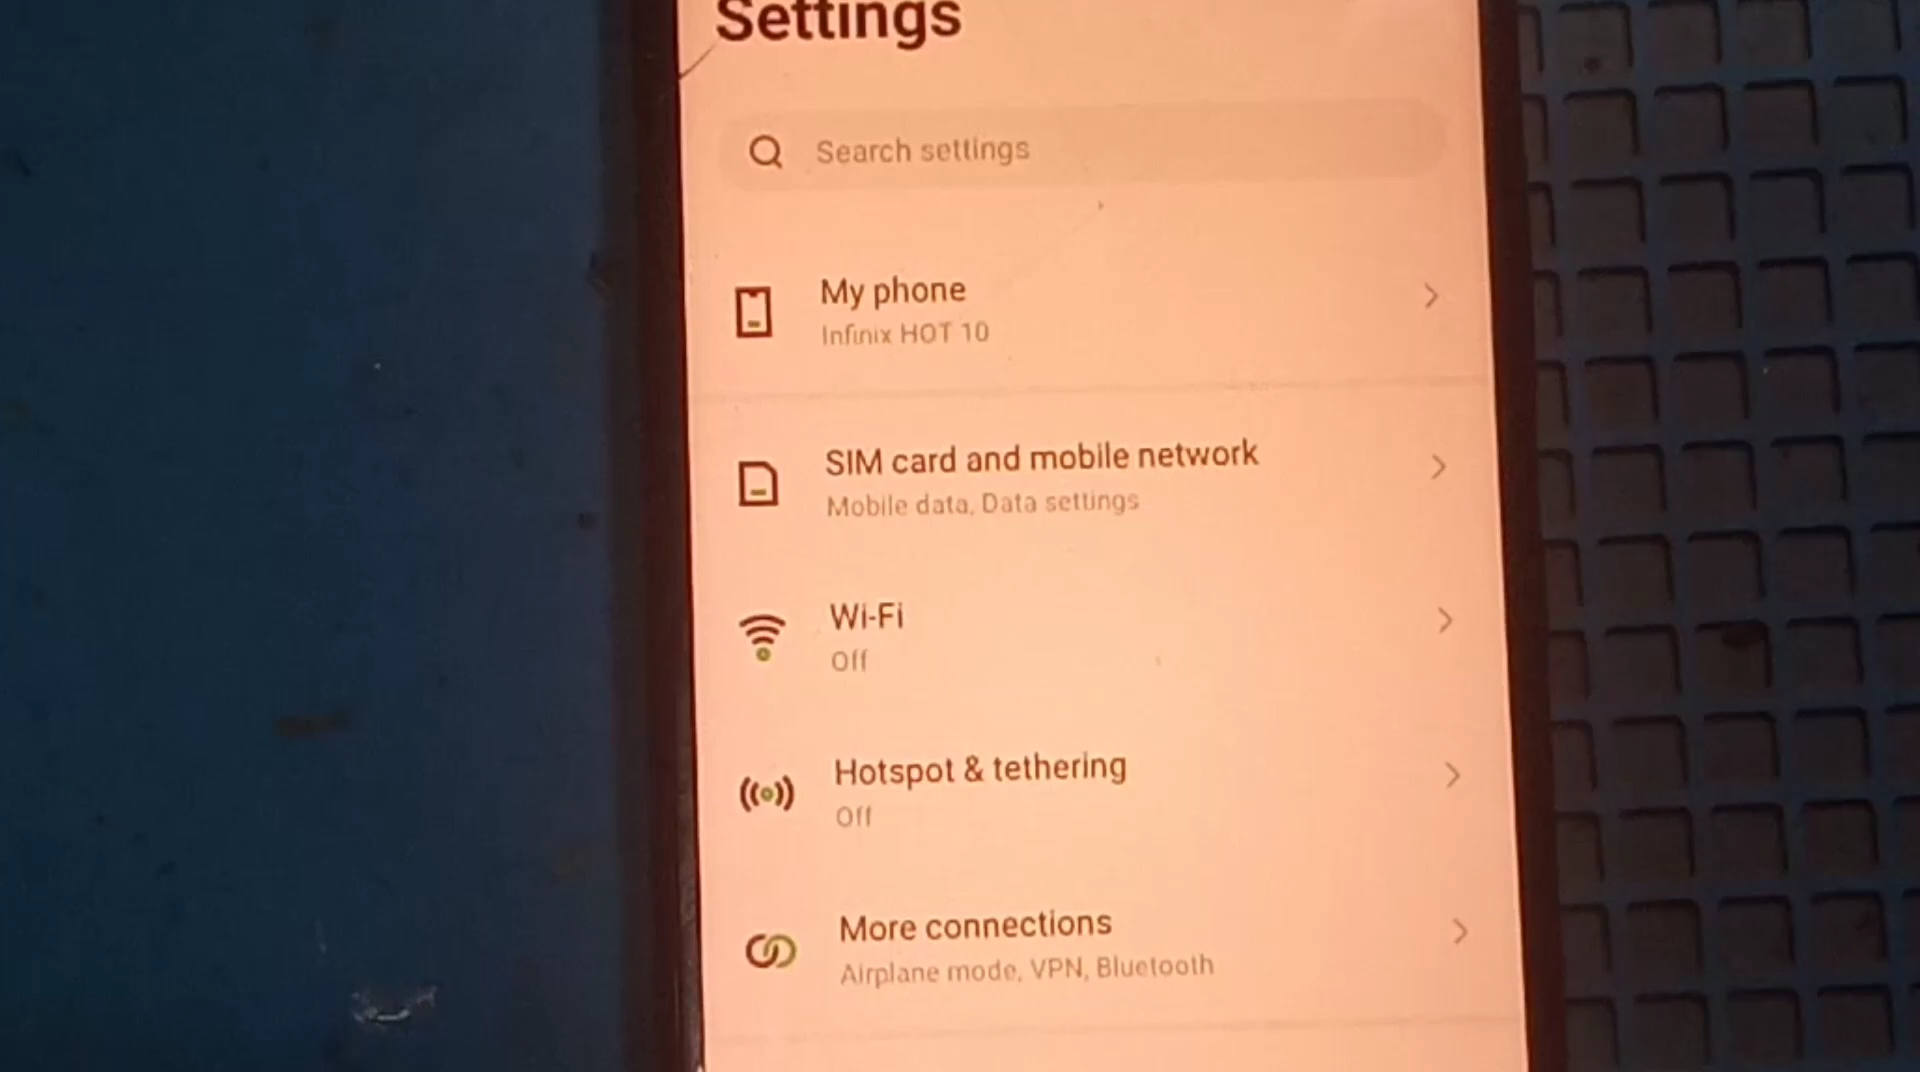 Settings
Search settings
My phone
Infinix HOT 10
SIM card and mobile network
Mobile data, Data settings
Wi-Fi
Off
Hotspot & tethering
Off
More connections
Airplane mode, VPN, Bluetooth